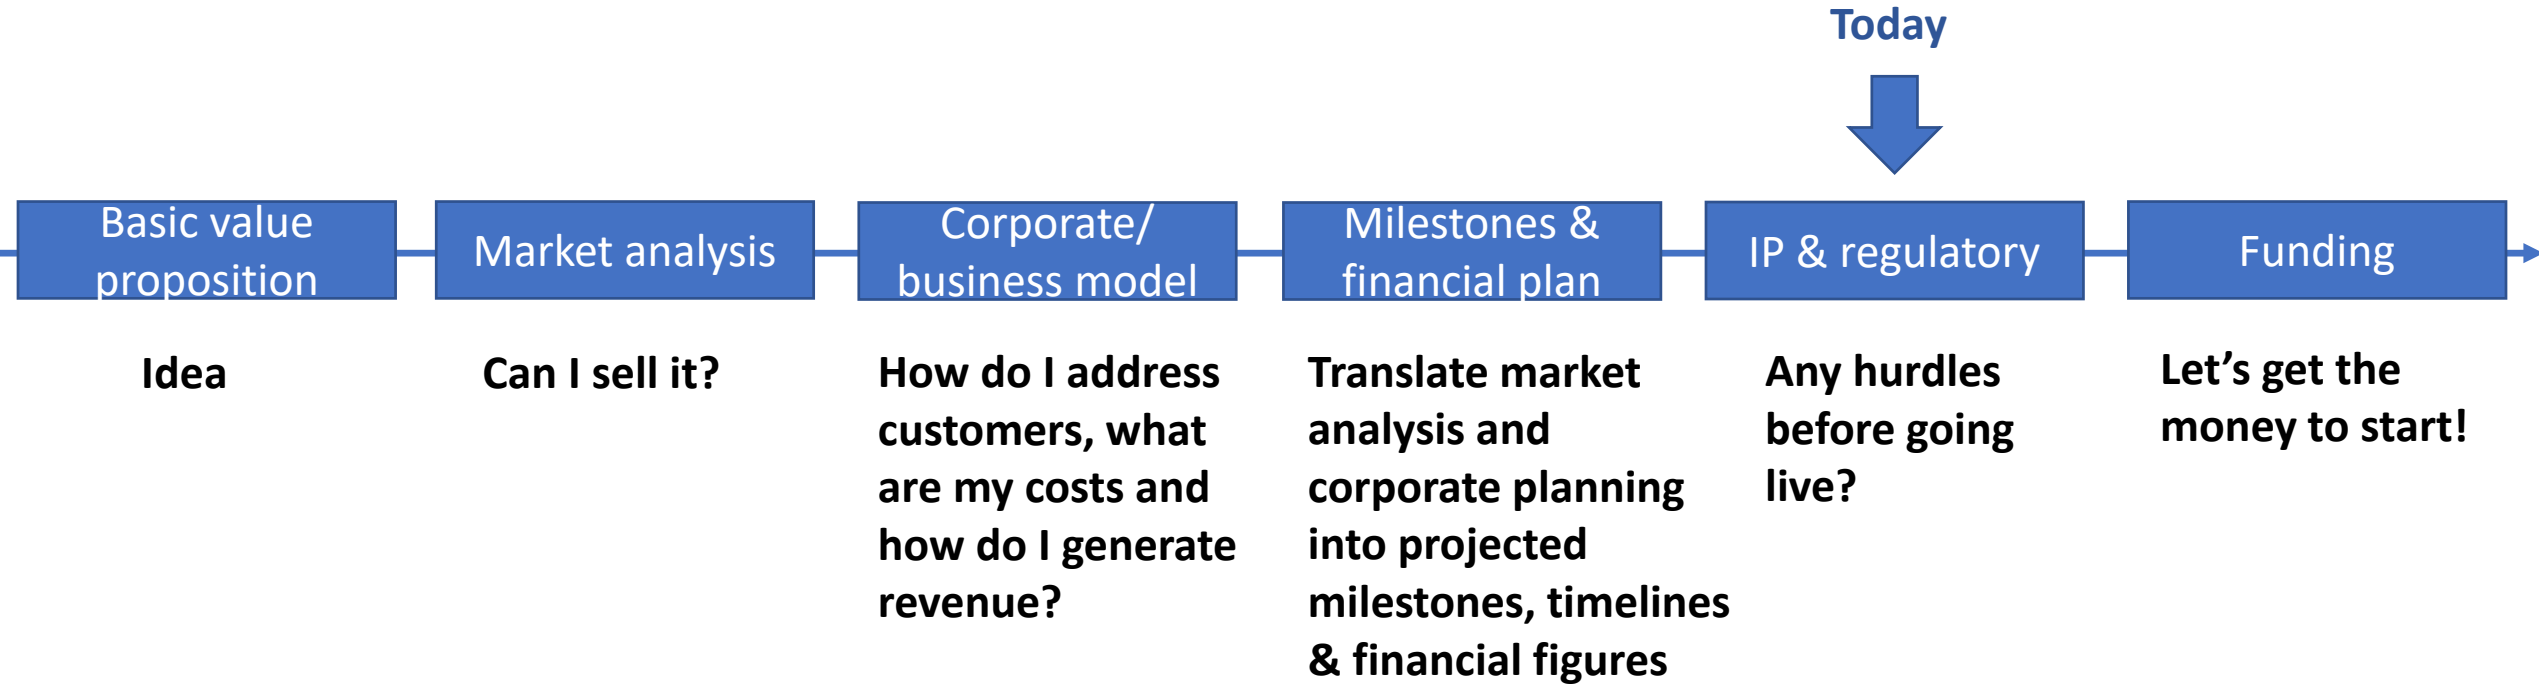 Today
Basic value
proposition
Market analysis
Corporate/
business model
Milestones &
financial plan
IP & regulatory
Funding
Idea
Can I sell it?
How do I address
customers, what
are my costs and
how do I generate
revenue?
Translate market
analysis and
corporate planning
into projected
milestones, timelines
& financial figures
Any hurdles
before going
live?
Let’s get the
money to start!